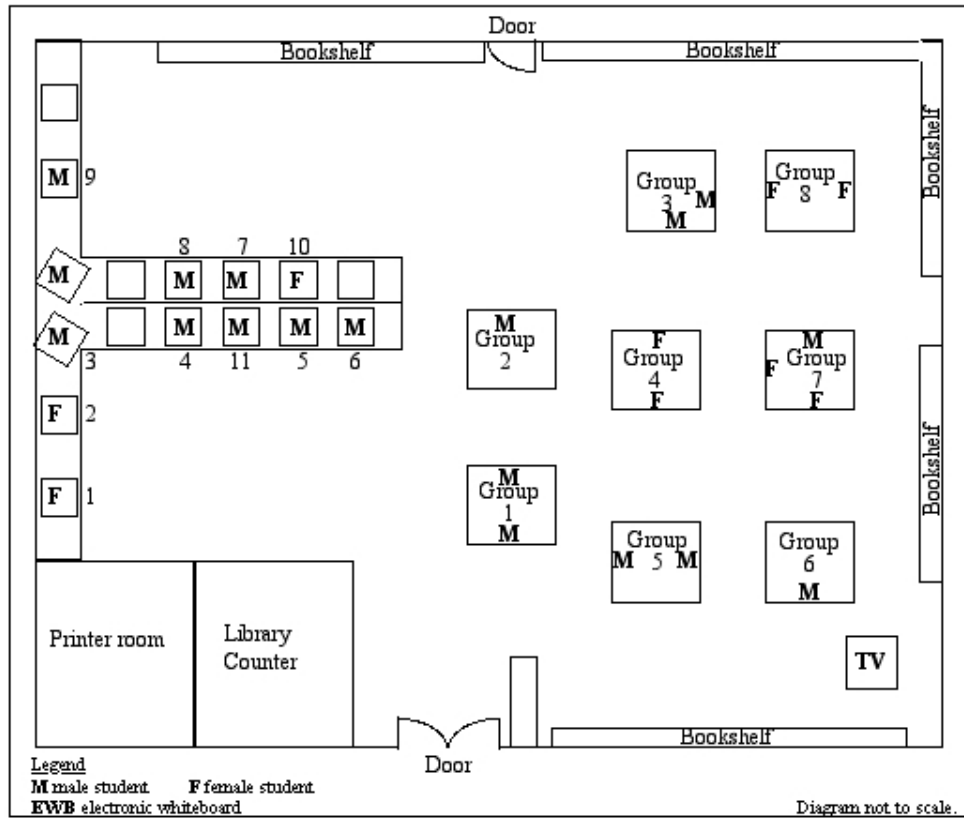 Door
Bookshelf
Bookshelf
Bookshelf
M 9
Group
3 M
M
Group
F 8 F
8 7 10
M
M M F
M
M M M M
3 4 11 5 6
M
Group
2
F
Group
4
F
M
Group
F 7
F
Bookshelf
F 2
F 1
M
Group
1
M
Group
M 5 M
Group
6
M
Printer room
Library
Counter
TV
Bookshelf
Door
Legend
M male student F female student
EWB electronic whiteboard
Diagram not to scale.